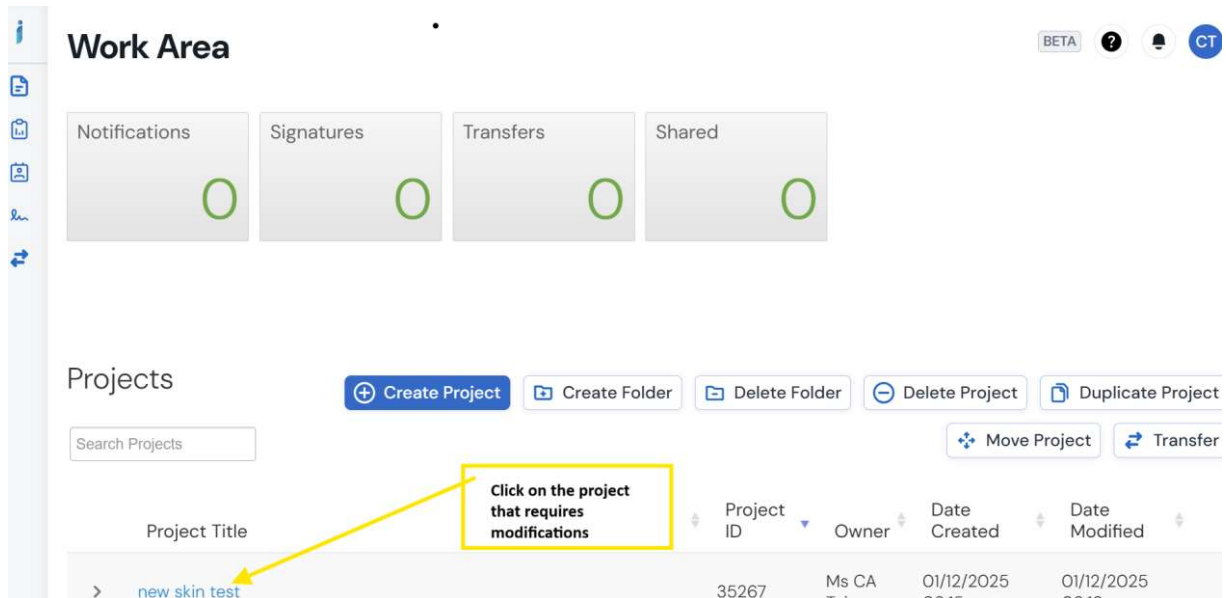 Work Area
BETA
?
CT
Notifications
Signatures
Transfers
Shared
0
0
0
0
Projects
Create Project
Create Folder
Delete Folder
Delete Project
Duplicate Project
Search Projects
Move Project
Transfer
Click on the project
that requires
modifications
Project Title
Project
ID
Owner
Date
Created
Date
Modified
new skin test
35267
Ms CA
01/12/2025
01/12/2025